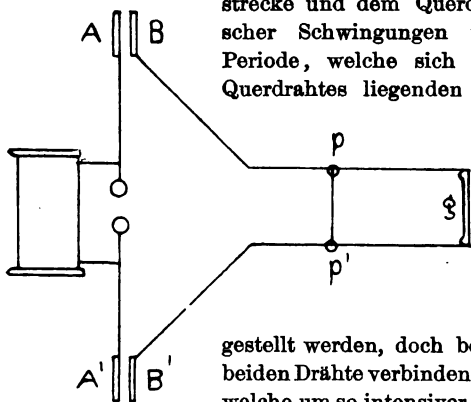 strecke und dem Querd
scher Schwingungen
Periode, welche sich
Querdrahtes liegenden
A B
p
p'
A' B'
gestellt werden, doch be
beiden Drähte verbinden
welche um so intensiver